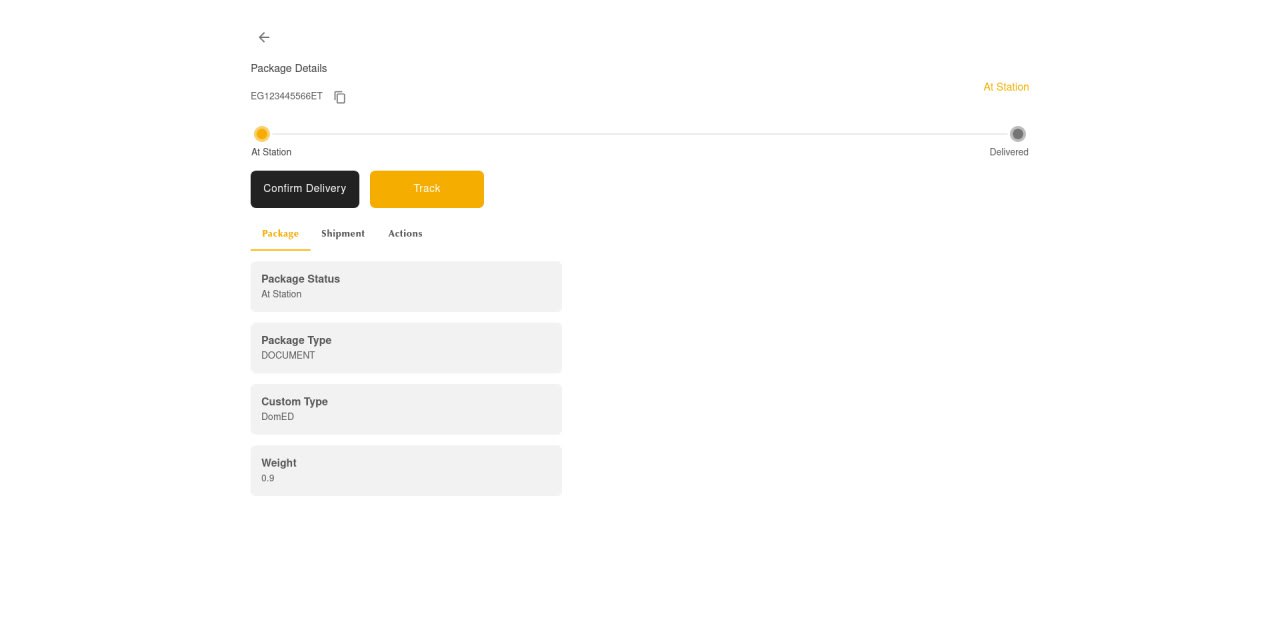 Package Details
EG123445566ET
At Station
At Station
Delivered
Confirm Delivery
Track
Package
Shipment
Actions
Package Status
At Station
Package Type
DOCUMENT
Custom Type
DomED
Weight
0.9